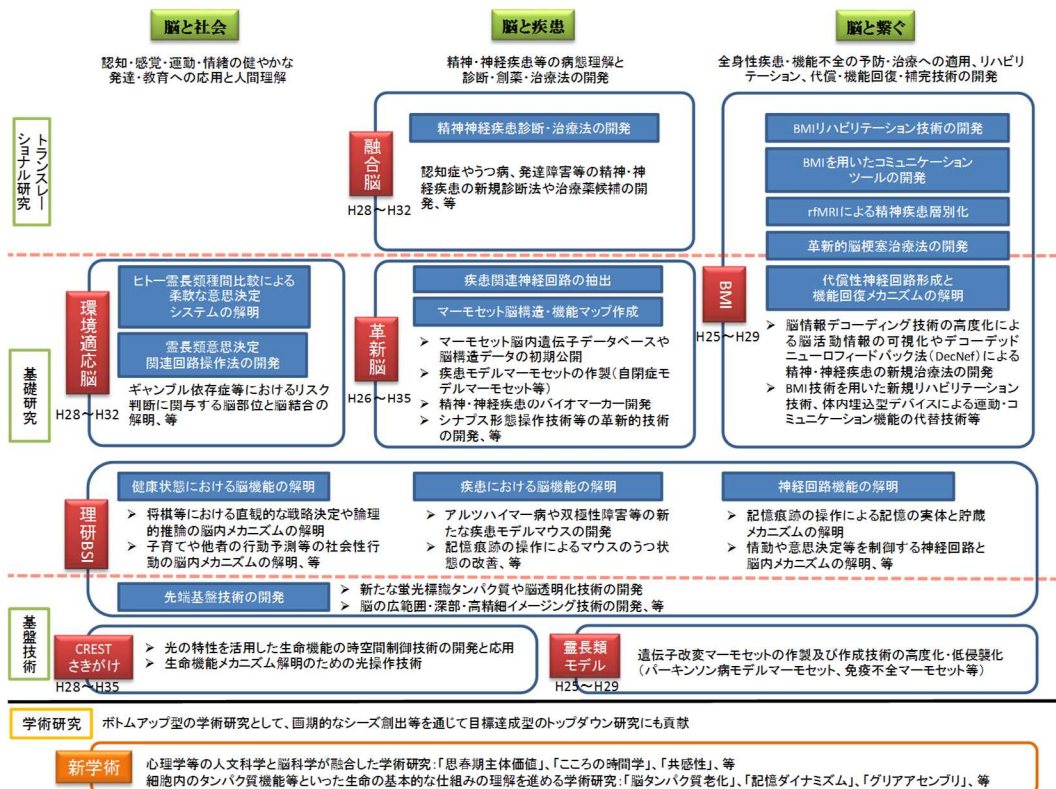 脳と社会
認知・感覚・運動・情緒の健やかな
発達・教育への応用と人間理解
脳と疾患
精神・神経疾患等の病態理解と
診断・創薬・治療法の開発
脳と繋ぐ
全身性疾患・機能不全の予防・治療への適用、リハビリ
テーション、代償・機能回復・補完技術の開発
トランスレー
ショナル研究
融合脳
H28～H32
精神神経疾患診断・治療法の開発
認知症やうつ病、発達障害等の精神・神
経疾患の新規診断法や治療薬候補の開
発、等
BMIリハビリテーション技術の開発
BMIを用いたコミュニケーション
ツールの開発
rfMRIによる精神疾患層別化
革新的脳梗塞治療法の開発
代償性神経回路形成と
機能回復メカニズムの解明
BMI
H25～H29
➢ 脳情報デコーディング技術の高度化によ
る脳活動情報の可視化やデコーデッド
ニューロフィードバック法(DecNef)による
精神・神経疾患の新規治療法の開発
➢ BMI技術を用いた新規リハビリテーション
技術、体内埋込型デバイスによる運動・コ
ミュニケーション機能の代替技術等
基礎研究
環境適応脳
H28～H32
ヒトー霊長類種間比較による
柔軟な意思決定
システムの解明
霊長類意思決定
関連回路操作法の開発
ギャンブル依存症等におけるリスク
判断に関与する脳部位と脳結合の
解明、等
革新脳
H26～H35
疾患関連神経回路の抽出
マーモセット脳構造・機能マップ作成
➢ マーモセット脳内遺伝子データベースや
脳構造データの初期公開
➢ 疾患モデルマーモセットの作製(自閉症モ
デルマーモセット等)
➢ 精神・神経疾患のバイオマーカー開発
➢ シナプス形態操作技術等の革新的技術
の開発、等
理研BSI
健康状態における脳機能の解明
➢ 将棋等における直観的な戦略決定や論理
的推論の脳内メカニズムの解明
➢ 子育てや他者の行動予測等の社会性行
動の脳内メカニズムの解明、等
疾患における脳機能の解明
➢ アルツハイマー病や双極性障害等の新
たな疾患モデルマウスの開発
➢ 記憶痕跡の操作によるマウスのうつ状
態の改善、等
神経回路機能の解明
➢ 記憶痕跡の操作による記憶の実体と貯蔵
メカニズムの解明
➢ 情動や意思決定等を制御する神経回路と
脳内メカニズムの解明、等
先端基盤技術の開発
➢ 新たな蛍光標識タンパク質や脳透明化技術の開発
➢ 脳の広範囲・深部・高精細イメージング技術の開発、等
基盤技術
CREST
さきがけ
H28～H35
➢ 光の特性を活用した生命機能の時空間制御技術の開発と応用
➢ 生命機能メカニズム解明のための光操作技術
霊長類
モデル
H25～H29
遺伝子改変マーモセットの作製及び作成技術の高度化・低侵襲化
(パーキンソン病モデルマーモセット、免疫不全マーモセット等)
学術研究
ボトムアップ型の学術研究として、画期的なシーズ創出等を通じて目標達成型のトップダウン研究にも貢献
新学術
心理学等の人文科学と脳科学が融合した学術研究:「思春期主体価値」、「こころの時間学」、「共感性」、等
細胞内のタンパク質機能等といった生命の基本的な仕組みの理解を進める学術研究:「脳タンパク質老化」、「記憶ダイナミズム」、「グリアアセンブリ」、等